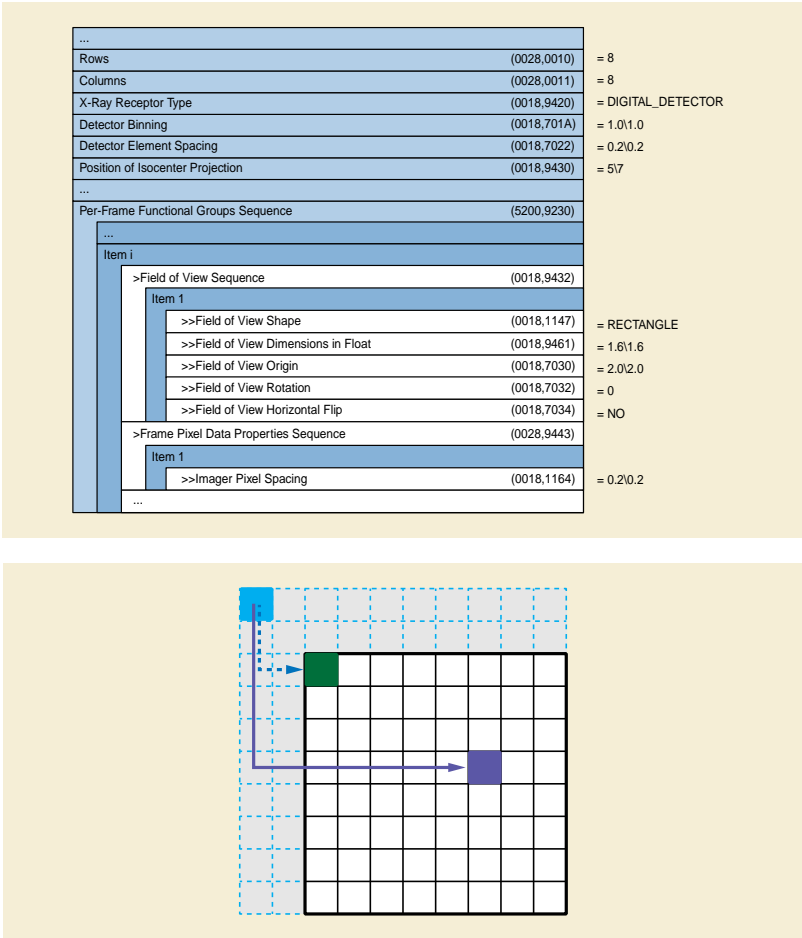 ...
Rows (0028,0010) = 8
Columns (0028,0011) = 8
X-Ray Receptor Type (0018,9420) = DIGITAL_DETECTOR
Detector Binning (0018,701A) = 1.0\1.0
Detector Element Spacing (0018,7022) = 0.2\0.2
Position of Isocenter Projection (0018,9430) = 5\7
...
Per-Frame Functional Groups Sequence (5200,9230)
...
Item i
>Field of View Sequence (0018,9432)
Item 1
>>Field of View Shape (0018,1147) = RECTANGLE
>>Field of View Dimensions in Float (0018,9461) = 1.6\1.6
>>Field of View Origin (0018,7030) = 2.0\2.0
>>Field of View Rotation (0018,7032) = 0
>>Field of View Horizontal Flip (0018,7034) = NO
>Frame Pixel Data Properties Sequence (0028,9443)
Item 1
>>Imager Pixel Spacing (0018,1164) = 0.2\0.2
...